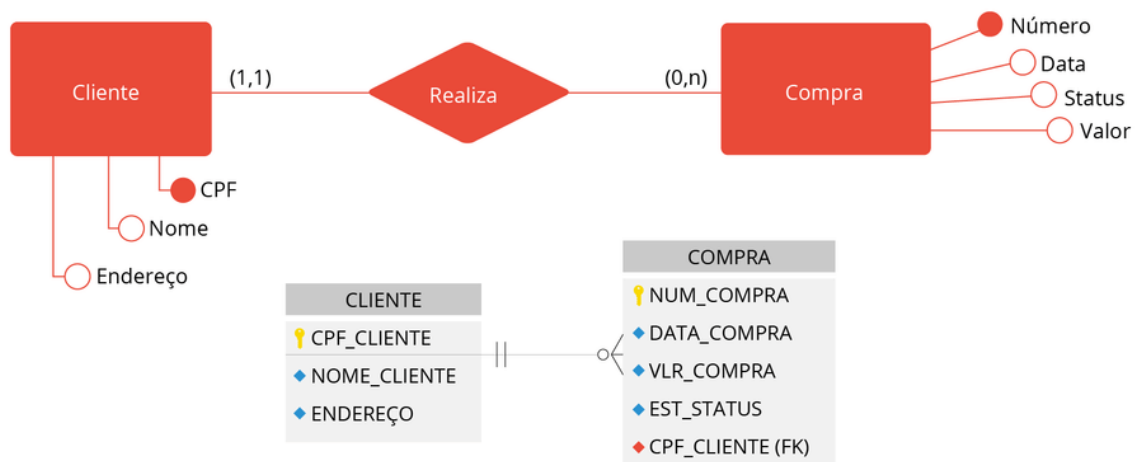 Cliente
(1,1)
Realiza
(0,n)
Compra
Número
Data
Status
Valor
CPF
Nome
Endereço
CLIENTE
CPF_CLIENTE
NOME_CLIENTE
ENDEREÇO
COMPRA
NUM_COMPRA
DATA_COMPRA
VLR_COMPRA
EST_STATUS
CPF_CLIENTE (FK)